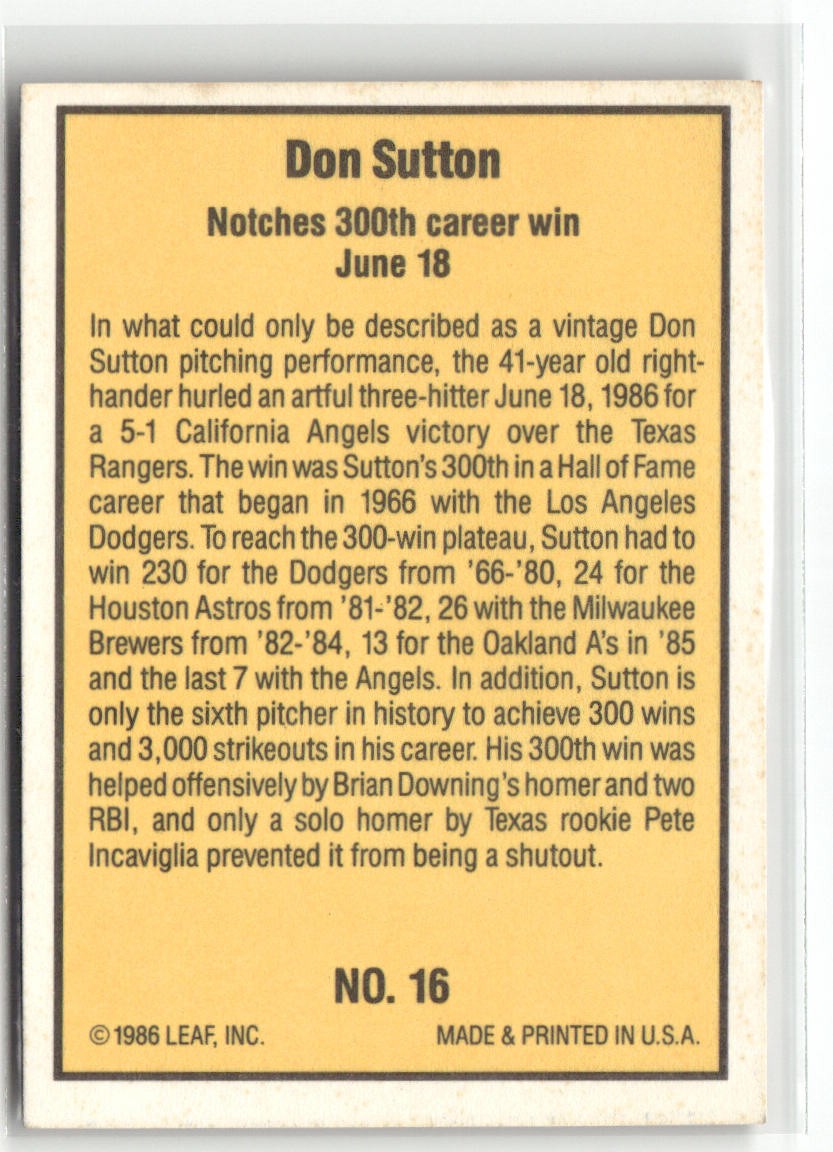 Don Sutton
Notches 300th career win
June 18
In what could only be described as a vintage Don
Sutton pitching performance, the 41-year old right-
hander hurled an artful three-hitter June 18, 1986 for
a 5-1 California Angels victory over the Texas
Rangers. The win was Sutton's 300th in a Hall of Fame
career that began in 1966 with the Los Angeles
Dodgers. To reach the 300-win plateau, Sutton had to
win 230 for the Dodgers from '66-'80, 24 for the
Houston Astros from '81-'82, 26 with the Milwaukee
Brewers from '82-'84, 13 for the Oakland A's in '85
and the last 7 with the Angels. In addition, Sutton is
only the sixth pitcher in history to achieve 300 wins
and 3,000 strikeouts in his career. His 300th win was
helped offensively by Brian Downing's homer and two
RBI, and only a solo homer by Texas rookie Pete
Incaviglia prevented it from being a shutout.
NO. 16
©1986 LEAF, INC. MADE & PRINTED IN U.S.A.